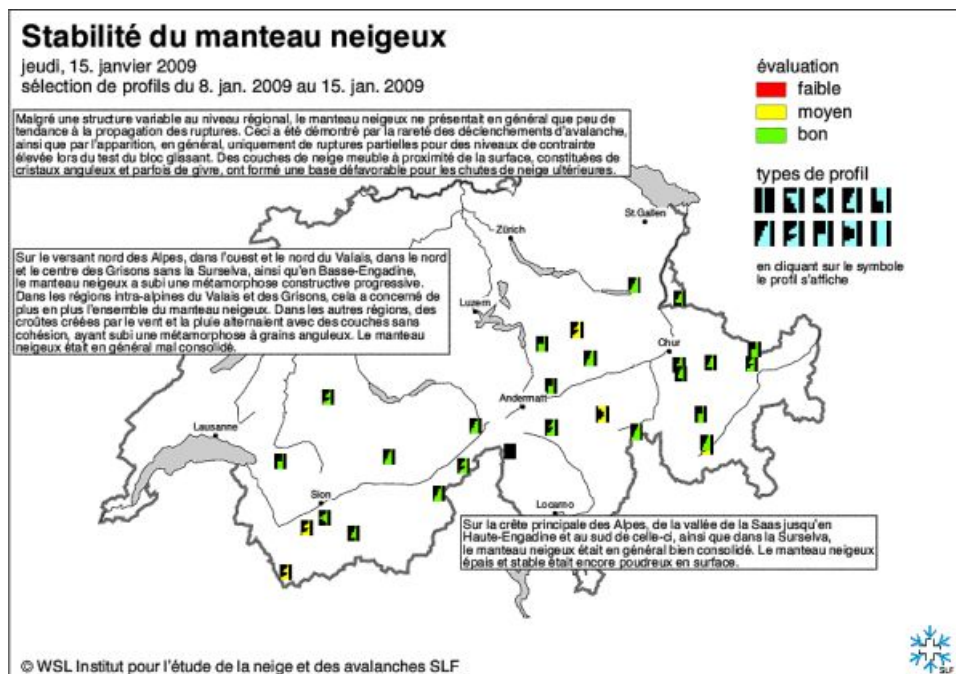 Stabilité du manteau neigeux
jeudi, 15. janvier 2009
sélection de profils du 8. jan. 2009 au 15. jan. 2009
évaluation
faible
moyen
bon
Malgré une structure variable au niveau régional, le manteau neigeux ne présentait en général que peu de
tendance à la propagation des ruptures. Ceci a été démontré par la rareté des déclenchements d'avalanche,
ainsi que par l'apparition, en général, uniquement de ruptures partielles pour des niveaux de contrainte
élevée lors du test du bloc glissant. Des couches de neige meuble à proximité de la surface, constituées de
cristaux anguleux et parfois de givre, ont formé une base défavorable pour les chutes de neige ultérieures.
types de profil
en cliquant sur le symbole
le profil s'affiche
St.Gallen
Zürich
Sur le versant nord des Alpes, dans l'ouest et le nord du Valais, dans le nord
et le centre des Grisons sans la Surselva, ainsi qu'en Basse-Engadine,
le manteau neigeux a subi une métamorphose constructive progressive.
Dans les régions intra-alpines du Valais et des Grisons, cela a concerné de
plus en plus l'ensemble du manteau neigeux. Dans les autres régions, des
croûtes créées par le vent et la pluie alternaient avec des couches sans
cohésion, ayant subi une métamorphose à grains anguleux. Le manteau
neigeux était en général mal consolidé.
Luzern
Chur
Andermatt
Lausanne
Sion
Locarno
Sur la crête principale des Alpes, de la vallée de la Saas jusqu'en
Haute-Engadine et au sud de celle-ci, ainsi que dans la Surselva,
le manteau neigeux était en général bien consolidé. Le manteau neigeux
épais et stable était encore poudreux en surface.
© WSL Institut pour l'étude de la neige et des avalanches SLF
SLF